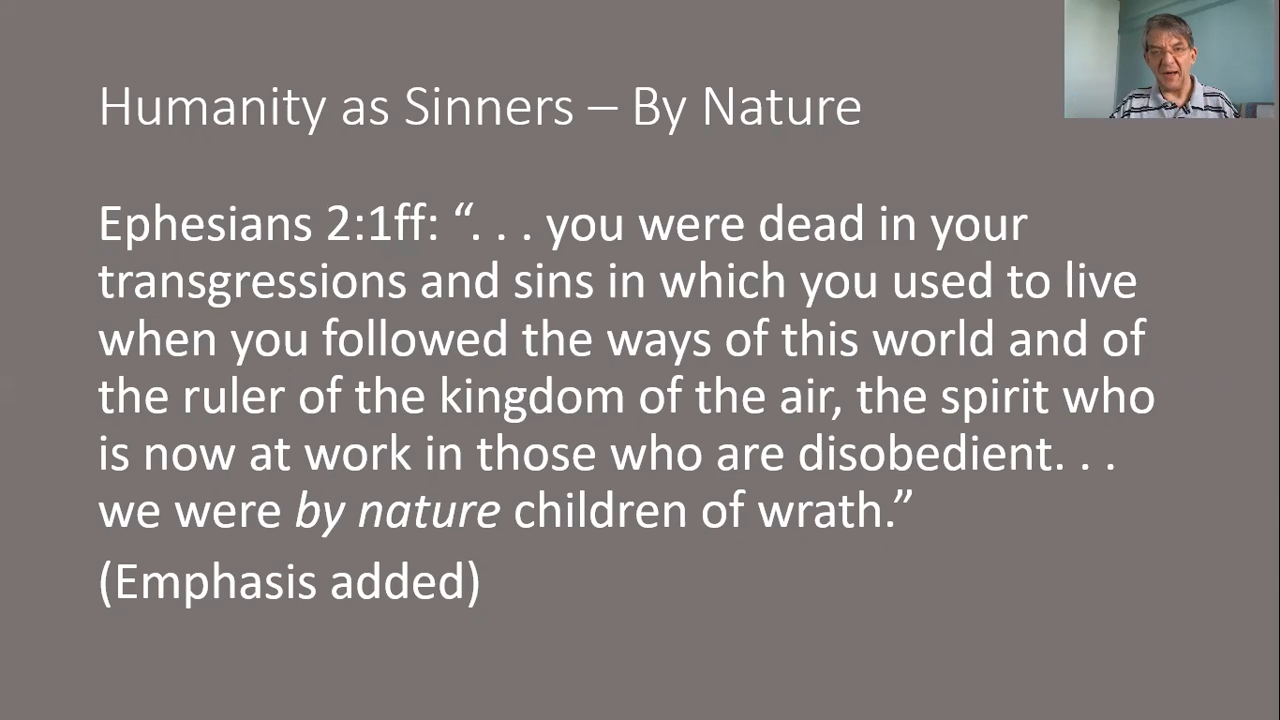 Humanity as Sinners – By Nature
Ephesians 2:1ff: “. . . you were dead in your
transgressions and sins in which you used to live
when you followed the ways of this world and of
the ruler of the kingdom of the air, the spirit who
is now at work in those who are disobedient. . .
we were by nature children of wrath.”
(Emphasis added)